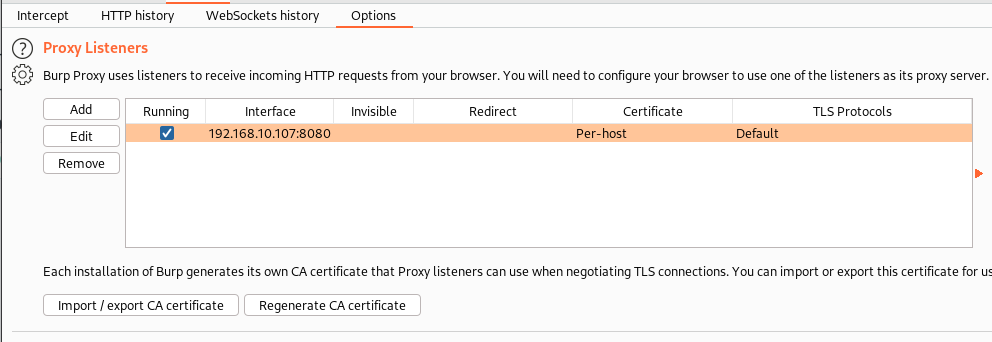 Intercept HTTP history WebSockets history Options
Proxy Listeners
Burp Proxy uses listeners to receive incoming HTTP requests from your browser. You will need to configure your browser to use one of the listeners as its proxy server.
Add
Edit
Remove
Running Interface Invisible Redirect Certificate TLS Protocols
192.168.10.107:8080 Per-host Default
Each installation of Burp generates its own CA certificate that Proxy listeners can use when negotiating TLS connections. You can import or export this certificate for us
Import / export CA certificate Regenerate CA certificate